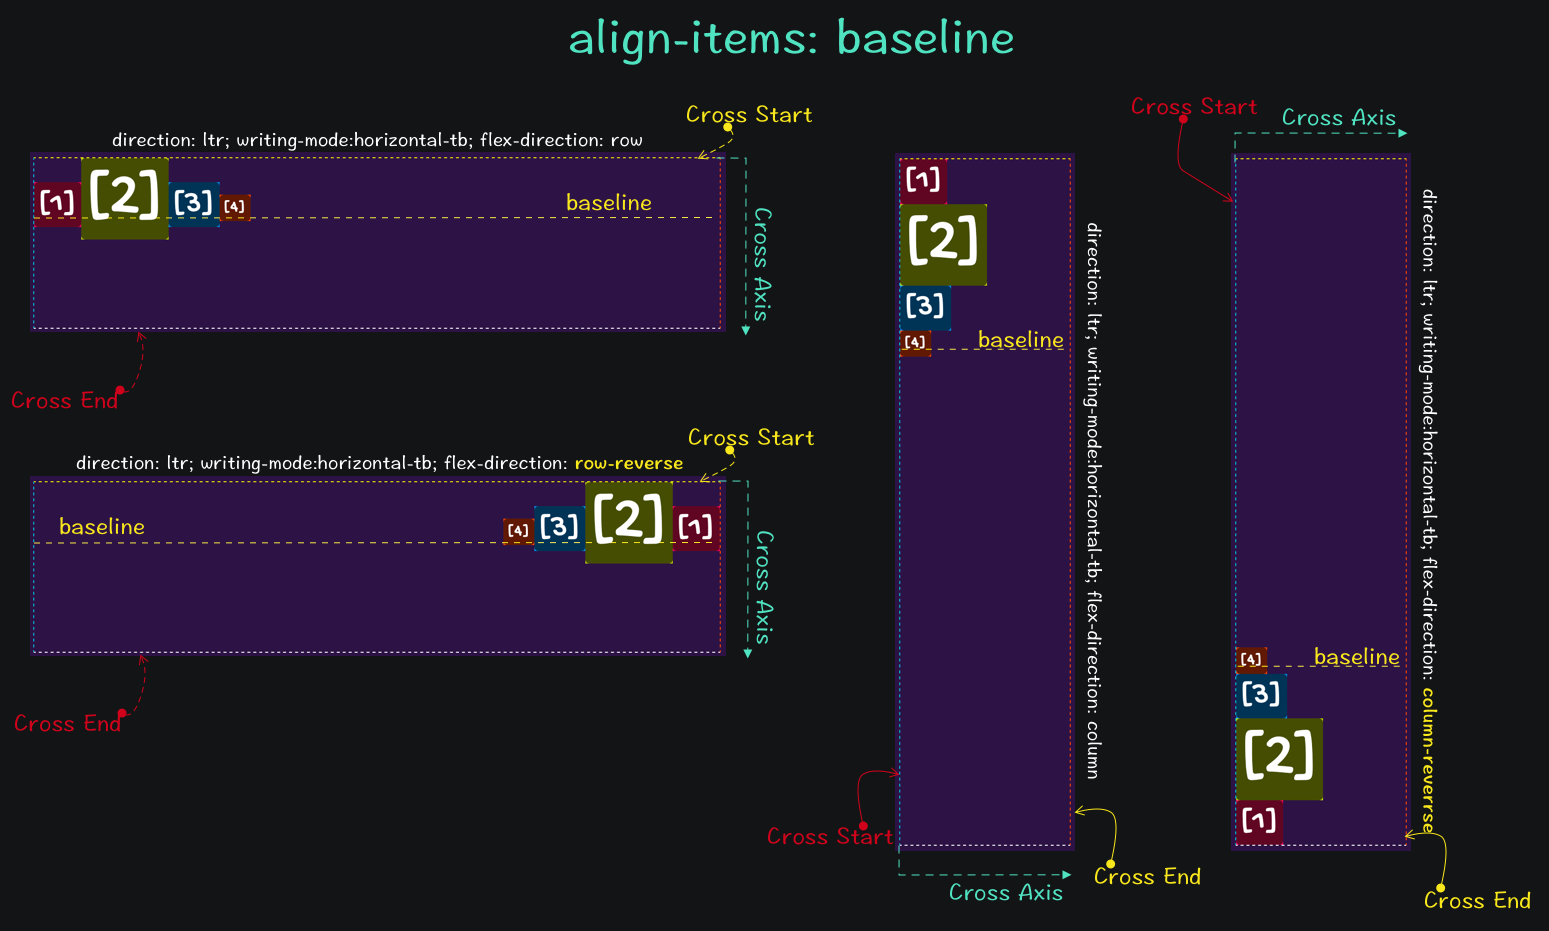 align-items: baseline
Cross Start
direction: ltr; writing-mode:horizontal-tb; flex-direction: row
[1] [2] [3] [4]
baseline
Cross Axis
Cross End
Cross Start
direction: ltr; writing-mode:horizontal-tb; flex-direction: row-reverse
baseline
[4] [3] [2] [1]
Cross Axis
Cross End
[1]
[2]
[3]
[4]
baseline
direction: ltr; writing-mode:horizontal-tb; flex-direction: column
Cross Start
Cross End
Cross Axis
Cross Start
Cross Axis
direction: ltr; writing-mode:horizontal-tb; flex-direction: column-reverrse
[4]
baseline
[3]
[2]
[1]
Cross End